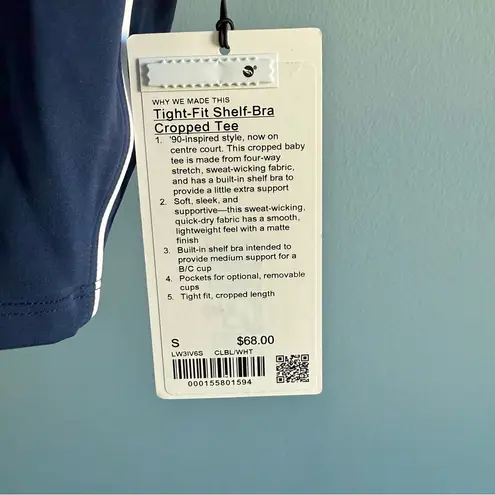 WHY WE MADE THIS
Tight-Fit Shelf-Bra
Cropped Tee
1. '90-inspired style, now on
centre court. This cropped baby
tee is made from four-way
stretch, sweat-wicking fabric,
and has a built-in shelf bra to
provide a little extra support
2. Soft, sleek, and
supportive—this sweat-wicking,
quick-dry fabric has a smooth,
lightweight feel with a matte
finish
3. Built-in shelf bra intended to
provide medium support for a
B/C cup
4. Pockets for optional, removable
cups
5. Tight fit, cropped length
S $68.00
LW3IV6S CLBL/WHT
000155801594